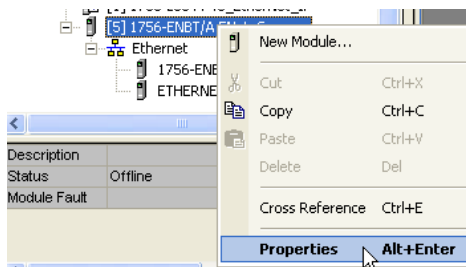 [5] 1756-ENBT/A
New Module...
Ethernet
1756-ENB
Cut Ctrl+X
ETHERNE
Copy Ctrl+C
Paste Ctrl+V
Description
Delete Del
Status Offline
Module Fault
Cross Reference Ctrl+E
Properties Alt+Enter